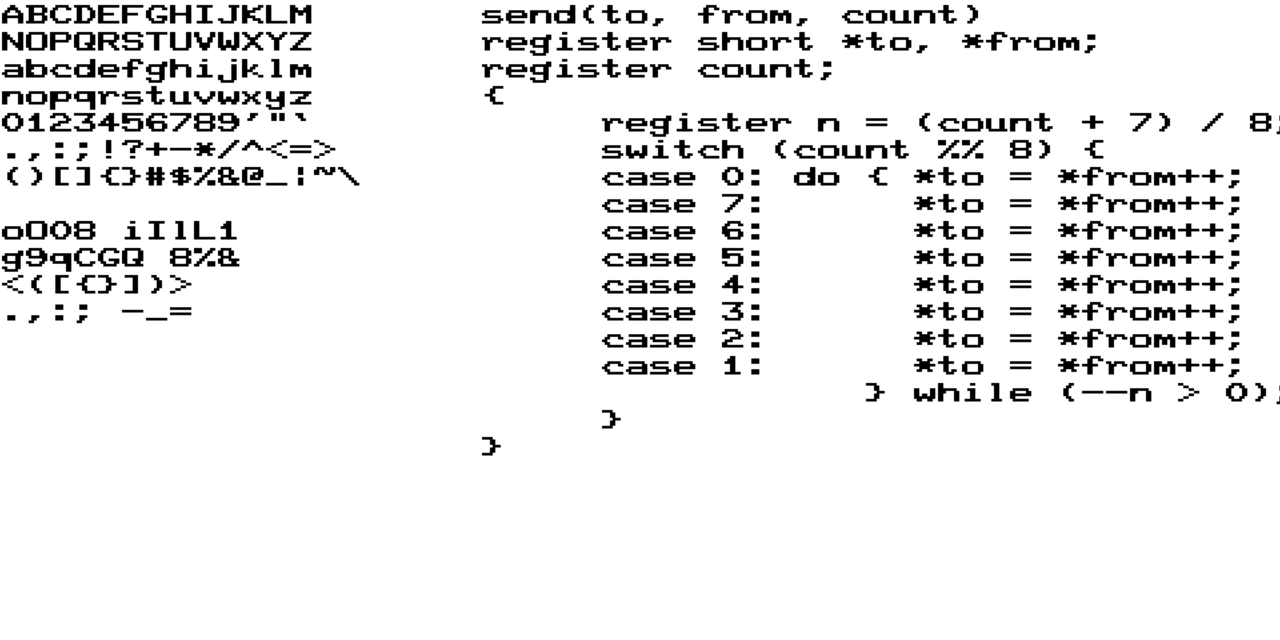 ABCDEFGHIJKLM
NOPQRSTUVWXYZ
abcdefghijklm
nopqrstuvwxyz
0123456789'"`
.,:;!?+-*/^<=>
()[]{}#$%&@_¦~\
oO08 iIlL1
g9qCGQ 8%&
<([{}])>
.,:; -_=
send(to, from, count)
register short *to, *from;
register count;
{
register n = (count + 7) / 8;
switch (count %% 8) {
case 0: do { *to = *from++;
case 7: *to = *from++;
case 6: *to = *from++;
case 5: *to = *from++;
case 4: *to = *from++;
case 3: *to = *from++;
case 2: *to = *from++;
case 1: *to = *from++;
} while (--n > 0);
}
}